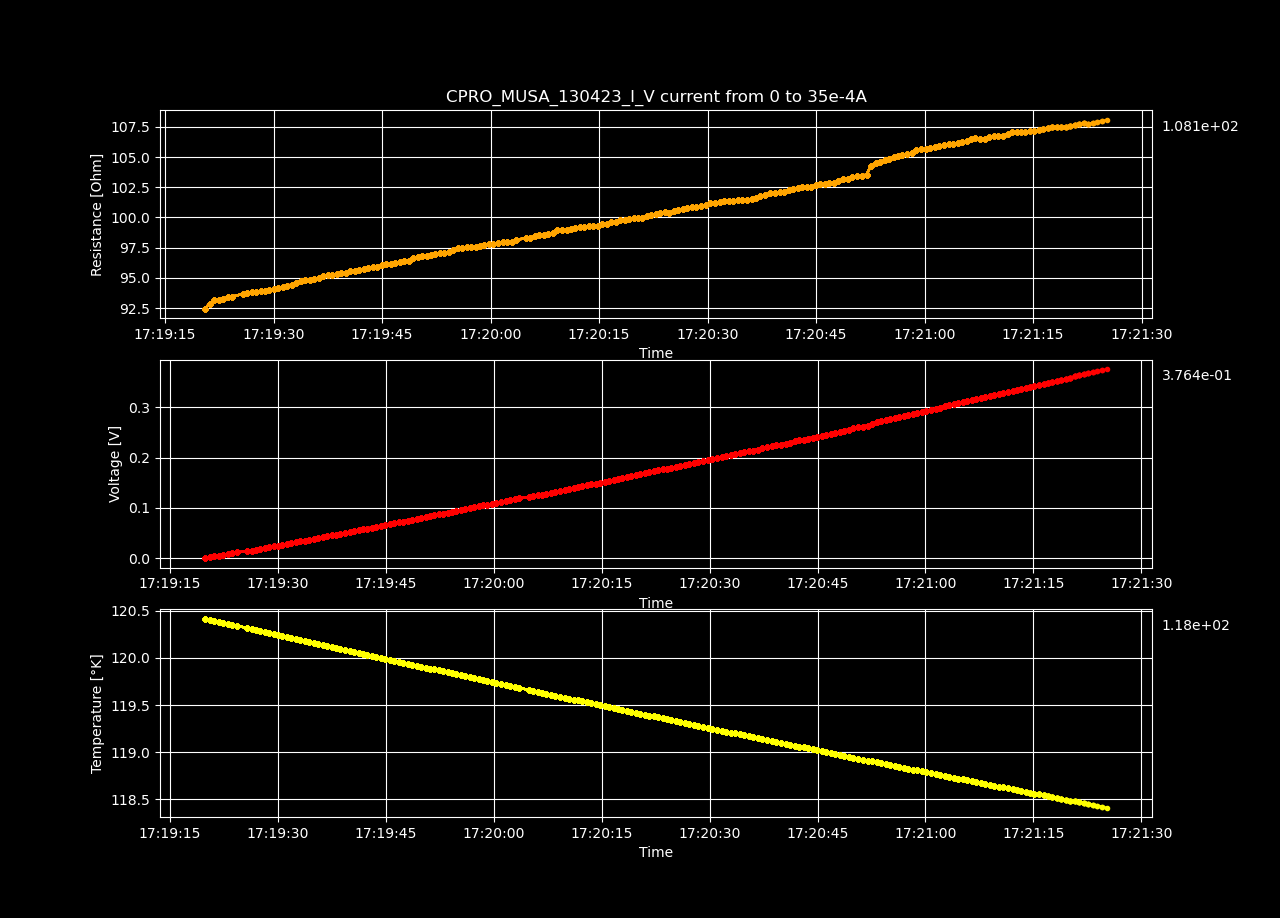 CPRO_MUSA_130423_I_V current from 0 to 35e-4A
107.5
105.0
102.5
100.0
97.5
95.0
92.5
Resistance [Ohm]
1.081e+02
17:19:15 17:19:30 17:19:45 17:20:00 17:20:15 17:20:30 17:20:45 17:21:00 17:21:15 17:21:30
Time
0.3
0.2
0.1
0.0
Voltage [V]
3.764e-01
17:19:15 17:19:30 17:19:45 17:20:00 17:20:15 17:20:30 17:20:45 17:21:00 17:21:15 17:21:30
Time
120.5
120.0
119.5
119.0
118.5
Temperature [°K]
1.18e+02
17:19:15 17:19:30 17:19:45 17:20:00 17:20:15 17:20:30 17:20:45 17:21:00 17:21:15 17:21:30
Time